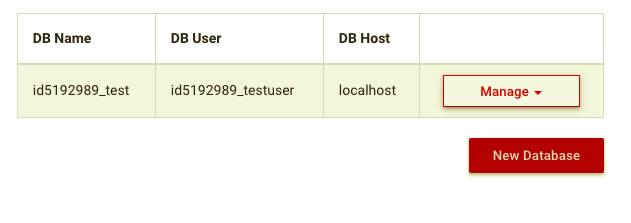 DB Name DB User DB Host
id5192989_test id5192989_testuser localhost Manage
New Database